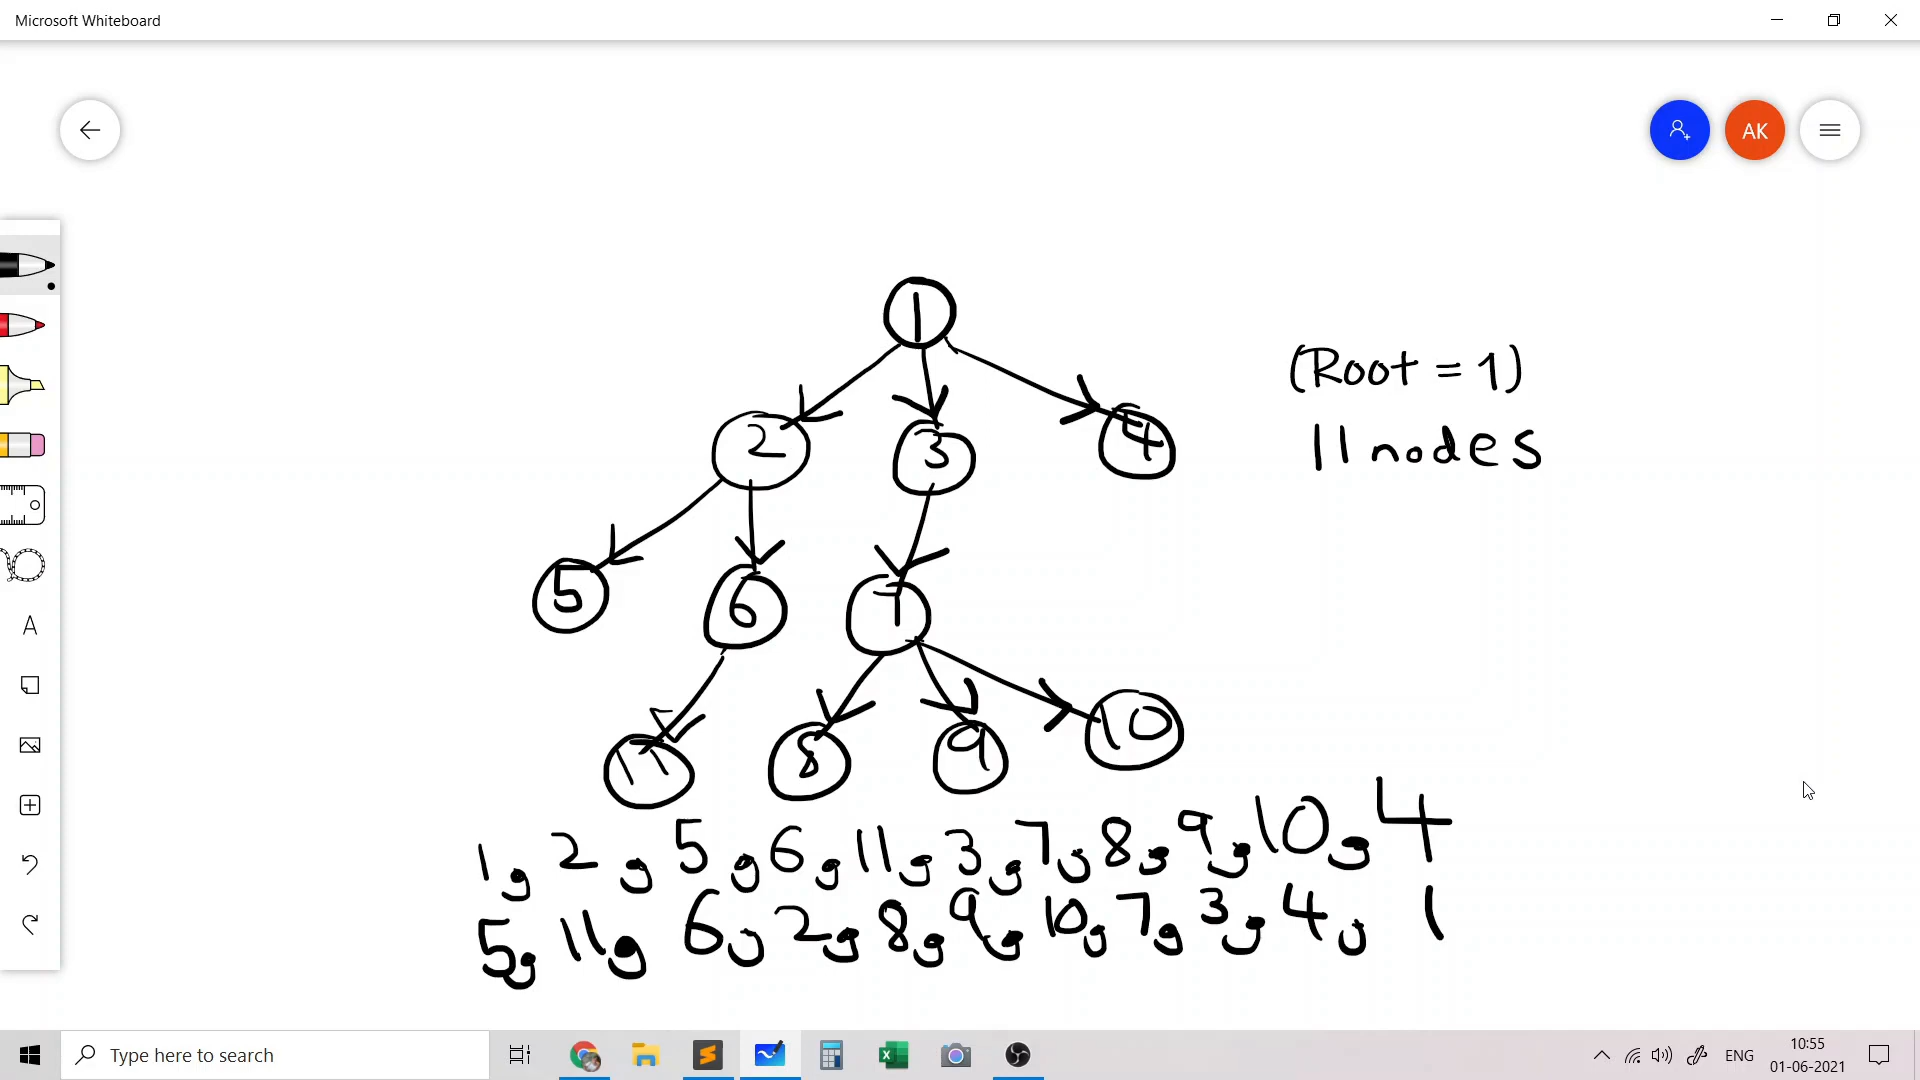 Microsoft Whiteboard
AK
1
(Root = 1)
2 3 4
11 nodes
5 6 7
A
11 8 9 10
1, 2, 5, 6, 11, 3, 7, 8, 9, 10, 4
5, 11, 6, 2, 8, 9, 10, 7, 3, 4, 1
Type here to search
ENG
10:55
01-06-2021